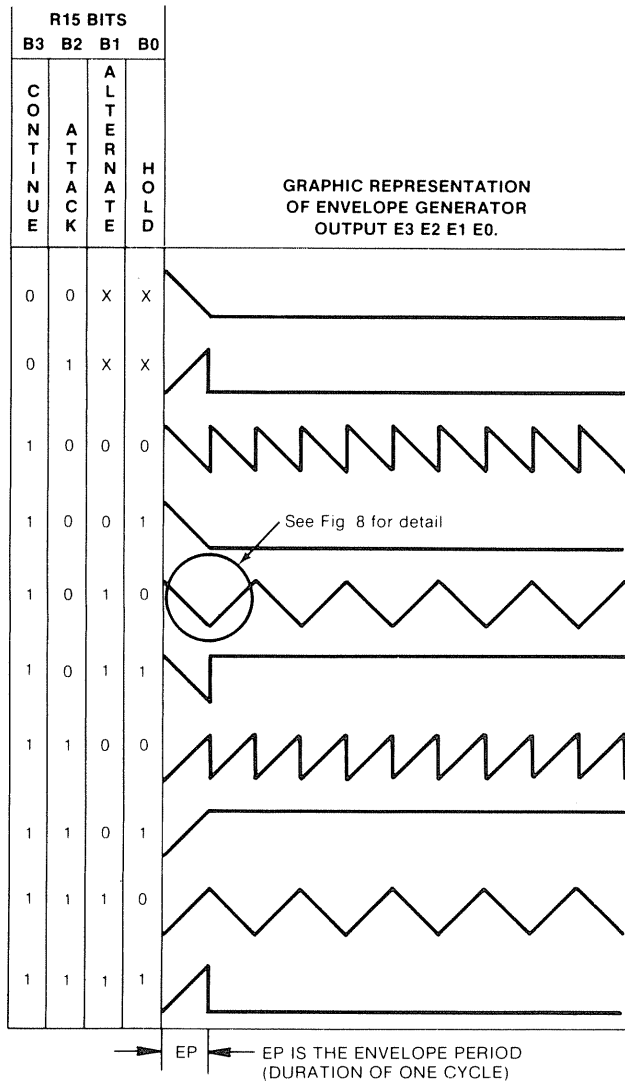 R15 BITS
B3 B2 B1 B0
CONTINUE
ATTACK
ALTERNATE
HOLD
GRAPHIC REPRESENTATION
OF ENVELOPE GENERATOR
OUTPUT E3 E2 E1 E0.
0 0 X X
0 1 X X
1 0 0 0
1 0 0 1
See Fig 8 for detail
1 0 1 0
1 0 1 1
1 1 0 0
1 1 0 1
1 1 1 0
1 1 1 1
EP
EP IS THE ENVELOPE PERIOD
(DURATION OF ONE CYCLE)